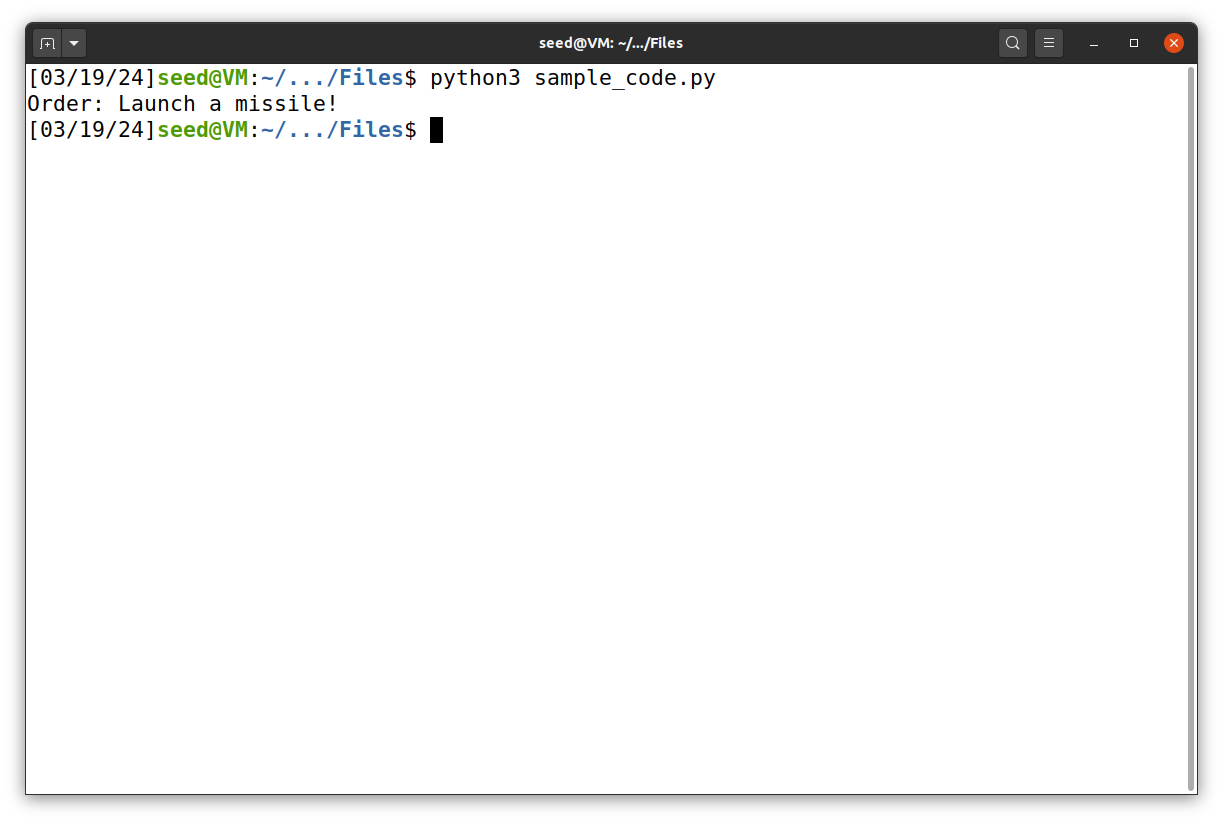 seed@VM: ~/.../Files
[03/19/24]seed@VM:~/.../Files$ python3 sample_code.py
Order: Launch a missile!
[03/19/24]seed@VM:~/.../Files$